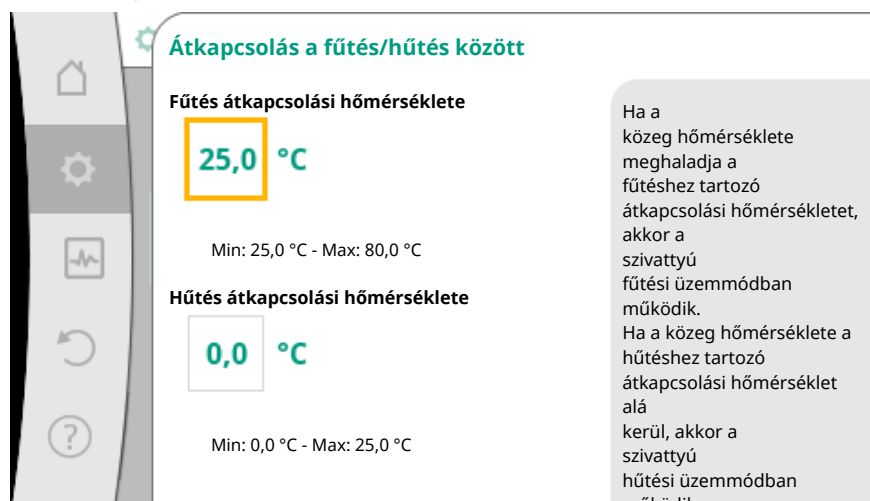 Átkapcsolás a fűtés/hűtés között
Fűtés átkapcsolási hőmérséklete
25,0 °C
Min: 25,0 °C - Max: 80,0 °C
Hűtés átkapcsolási hőmérséklete
0,0 °C
Min: 0,0 °C - Max: 25,0 °C
Ha a
közeg hőmérséklete
meghaladja a
fűtéshez tartozó
átkapcsolási hőmérsékletet,
akkor a
szivattyú
fűtési üzemmódban
működik.
Ha a közeg hőmérséklete a
hűtéshez tartozó
átkapcsolási hőmérséklet
alá
kerül, akkor a
szivattyú
hűtési üzemmódban